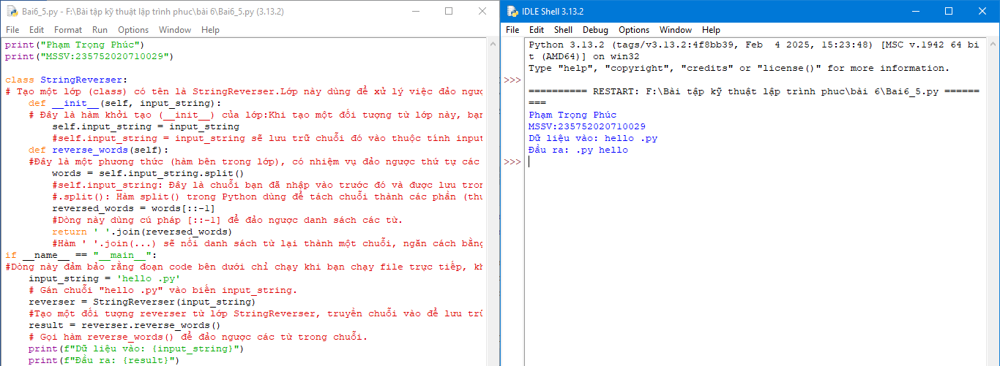 Bai6_5.py - F:\Bài tập kỹ thuật lập trình phuc\bài 6\Bai6_5.py (3.13.2)
File Edit Format Run Options Window Help
print("Phạm Trọng Phúc")
print("MSSV:235752020710029")
class StringReverser:
# Tạo một lớp (class) có tên là StringReverser.Lớp này dùng để xử lý việc đảo ngượ
def __init__(self, input_string):
# Đây là hàm khởi tạo (__init__) của lớp:Khi tạo một đối tượng từ lớp này, bạn
self.input_string = input_string
#self.input_string = input_string sẽ lưu trữ chuỗi đó vào thuộc tính input
def reverse_words(self):
#Đây là một phương thức (hàm bên trong lớp), có nhiệm vụ đảo ngược thứ tự các
words = self.input_string.split()
#self.input_string: Đây là chuỗi bạn đã nhập vào trước đó và được lưu tron
#.split(): Hàm split() trong Python dùng để tách chuỗi thành các phần (thư
reversed_words = words[::-1]
#Dòng này dùng cú pháp [::-1] để đảo ngược danh sách các từ.
return ' '.join(reversed_words)
#Hàm ' '.join(...) sẽ nối danh sách từ lại thành một chuỗi, ngăn cách bằng
if __name__ == "__main__":
#Dòng này đảm bảo rằng đoạn code bên dưới chỉ chạy khi bạn chạy file trực tiếp, kh
input_string = 'hello .py'
# Gán chuỗi "hello .py" vào biến input_string.
reverser = StringReverser(input_string)
#Tạo một đối tượng reverser từ lớp StringReverser, truyền chuỗi vào để lưu trữ
result = reverser.reverse_words()
# Gọi hàm reverse_words() để đảo ngược các từ trong chuỗi.
print(f"Dữ liệu vào: {input_string}")
print(f"Đầu ra: {result}")
IDLE Shell 3.13.2
File Edit Shell Debug Options Window Help
Python 3.13.2 (tags/v3.13.2:4f8bb39, Feb  4 2025, 15:23:48) [MSC v.1942 64 bi
t (AMD64)] on win32
Type "help", "copyright", "credits" or "license()" for more information.
>>>
========== RESTART: F:\Bài tập kỹ thuật lập trình phuc\bài 6\Bai6_5.py ======
===
Phạm Trọng Phúc
MSSV:235752020710029
Dữ liệu vào: hello .py
Đầu ra: .py hello
>>>